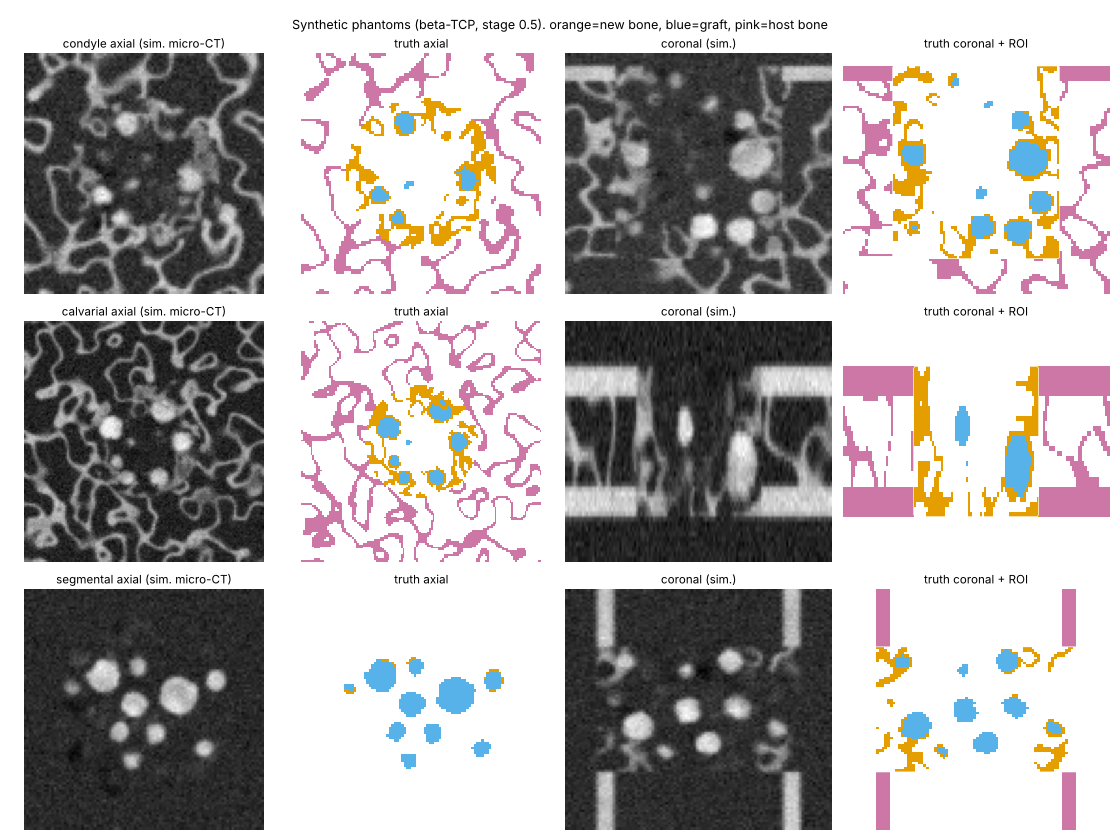 Synthetic phantoms (beta-TCP, stage 0.5). orange=new bone, blue=graft, pink=host bone
condyle axial (sim. micro-CT)
truth axial
coronal (sim.)
truth coronal + ROI
calvarial axial (sim. micro-CT)
truth axial
coronal (sim.)
truth coronal + ROI
segmental axial (sim. micro-CT)
truth axial
coronal (sim.)
truth coronal + ROI